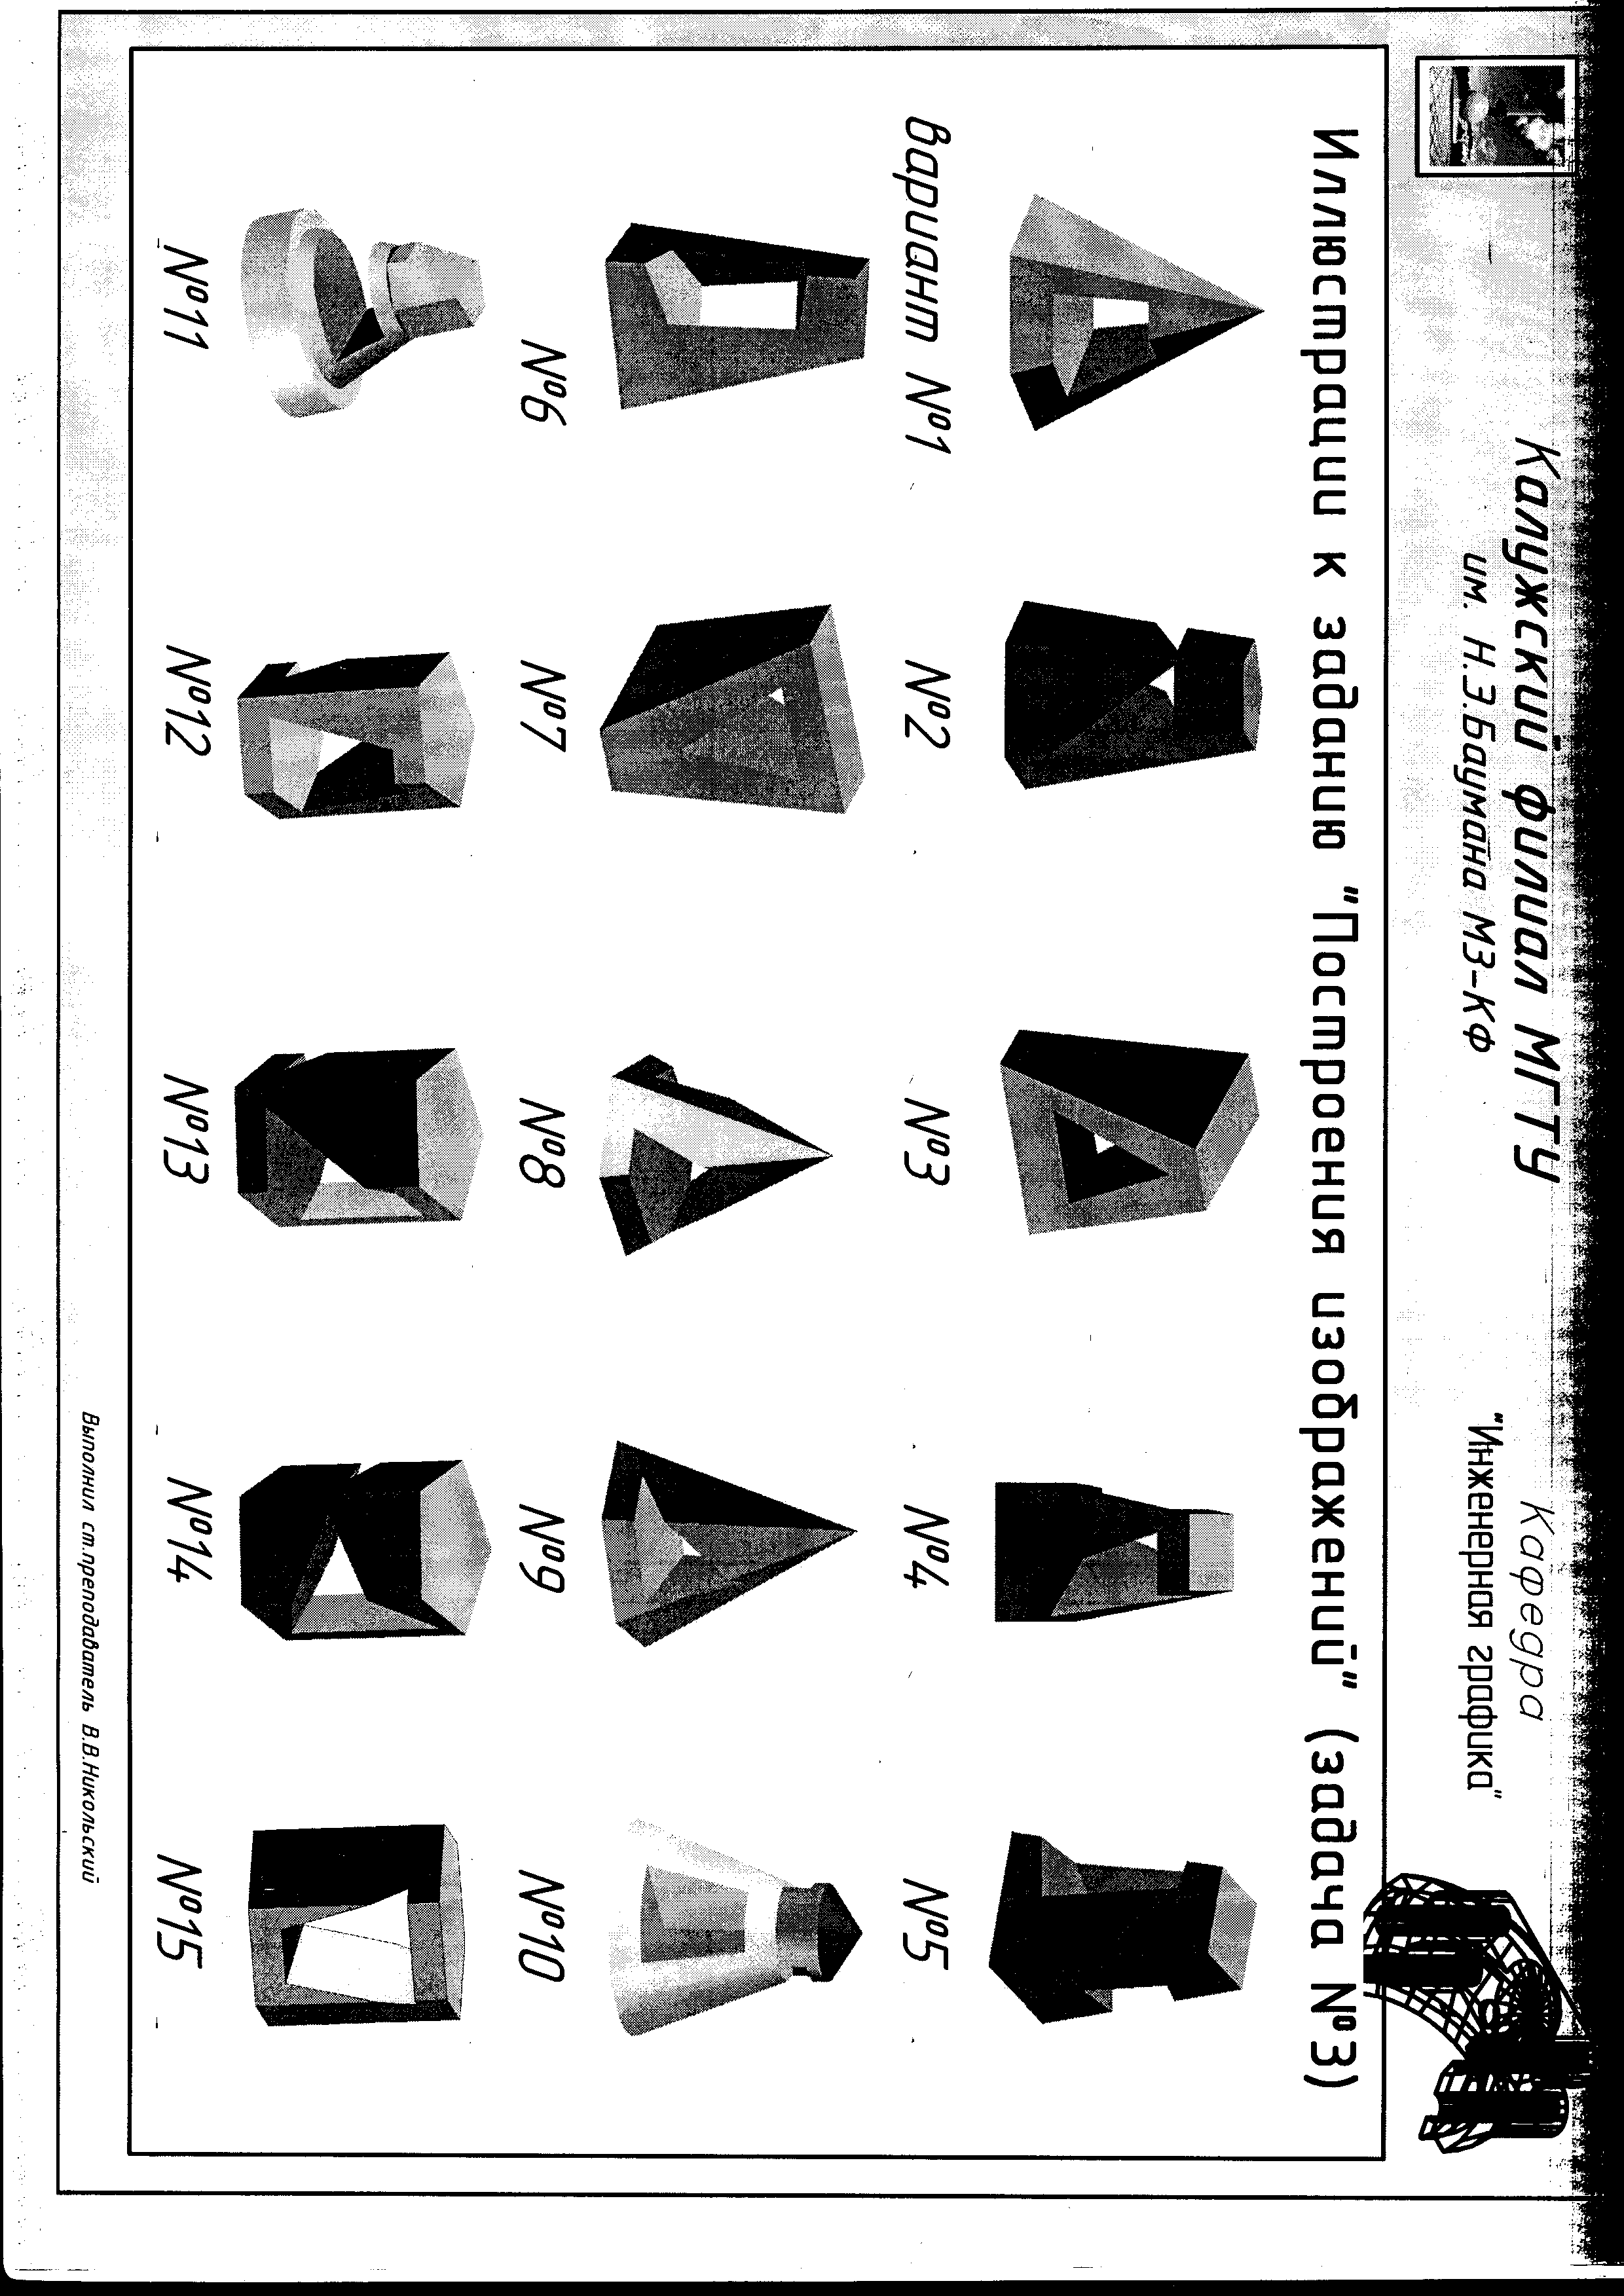 Калужский филиал МГТУ
им. Н.Э.Баумана М3-КФ
Кафедра
"Инженерная графика"
Иллюстрации к заданию "Построения изображений" (задача №3)
Вариант №1
№2
№3
№4
№5
№6
№7
№8
№9
№10
№11
№12
№13
№14
№15
Выполнил ст.преподаватель В.В.Никольский